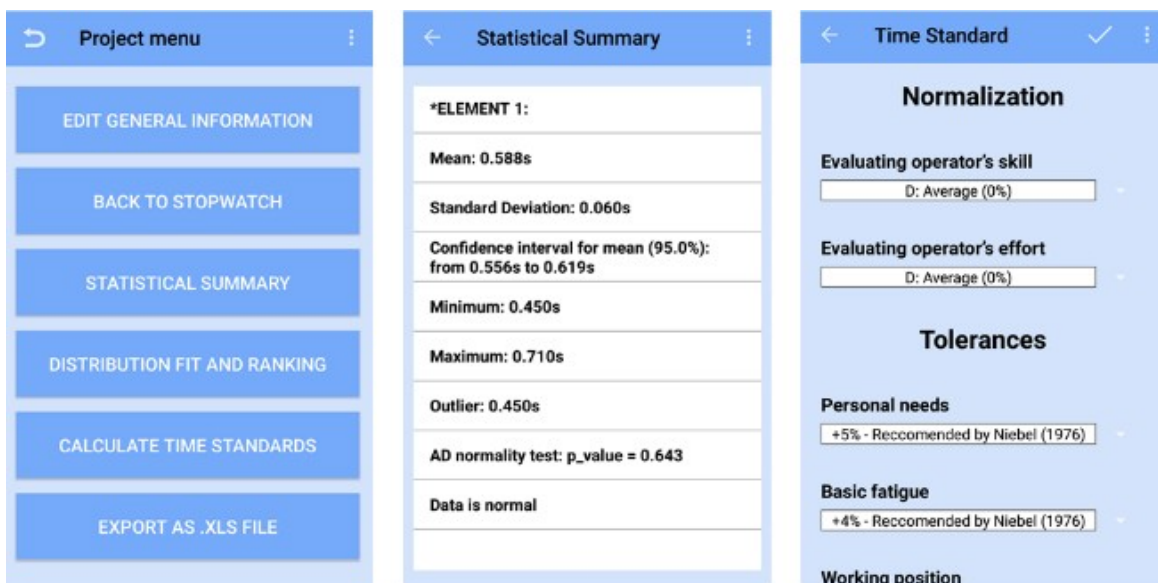 Project menu
EDIT GENERAL INFORMATION
BACK TO STOPWATCH
STATISTICAL SUMMARY
DISTRIBUTION FIT AND RANKING
CALCULATE TIME STANDARDS
EXPORT AS .XLS FILE
Statistical Summary
*ELEMENT 1:
Mean: 0.588s
Standard Deviation: 0.060s
Confidence interval for mean (95.0%):
from 0.556s to 0.619s
Minimum: 0.450s
Maximum: 0.710s
Outlier: 0.450s
AD normality test: p_value = 0.643
Data is normal
Time Standard
Normalization
Evaluating operator's skill
D: Average (0%)
Evaluating operator's effort
D: Average (0%)
Tolerances
Personal needs
+5% - Reccomended by Niebel (1976)
Basic fatigue
+4% - Reccomended by Niebel (1976)
Working position